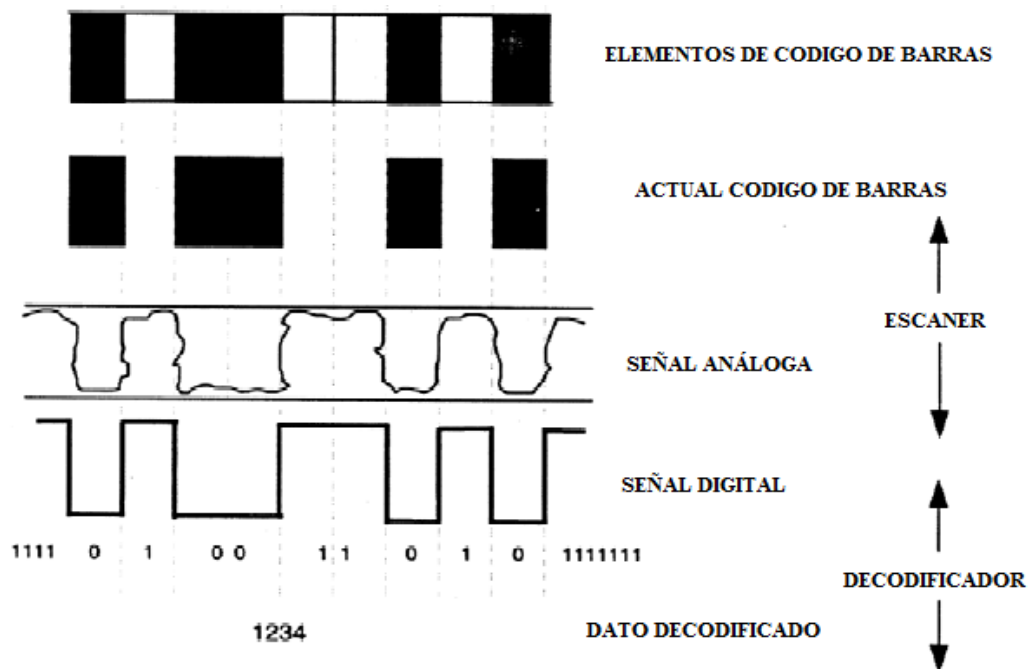 ELEMENTOS DE CODIGO DE BARRAS
ACTUAL CODIGO DE BARRAS
ESCANER
SEÑAL ANÁLOGA
SEÑAL DIGITAL
1111 0 1 0 0 1 1 0 1 0 1111111
DECODIFICADOR
1234 DATO DECODIFICADO